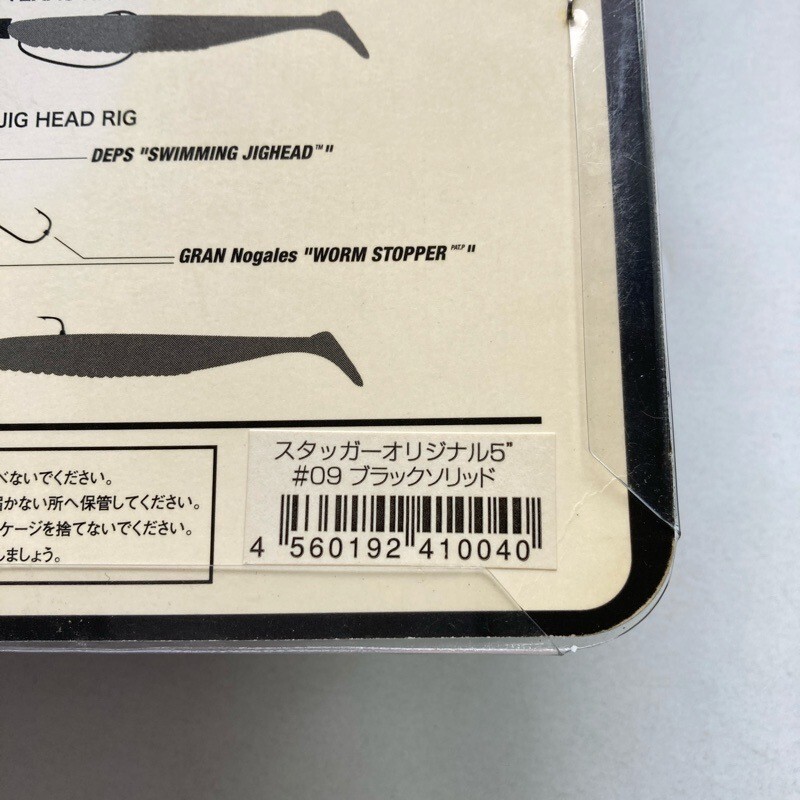 JIG HEAD RIG
DEPS "SWIMMING JIGHEAD™"
GRAN Nogales "WORM STOPPER PAT.P"
スタッガーオリジナル5"
#09 ブラックソリッド
4 560192 410040
べないでください。
届かない所へ保管してください。
ケージを捨てないでください。
しましょう。